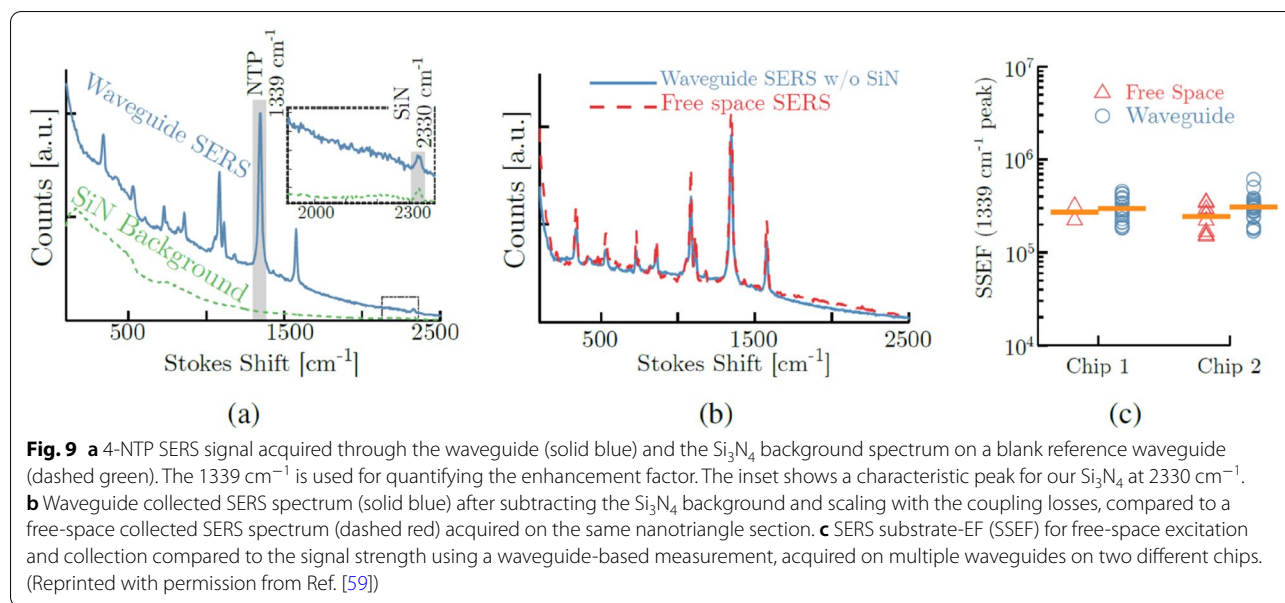 Counts [a.u.]
Waveguide SERS
SiN Background
NTP
1339 cm⁻¹
SiN
2330 cm⁻¹
2000 2300
500 1500 2500
Stokes Shift [cm⁻¹]
(a)
Waveguide SERS w/o SiN
Free space SERS
Counts [a.u.]
500 1500 2500
Stokes Shift [cm⁻¹]
(b)
SSEF (1339 cm⁻¹ peak)
10⁷
10⁶
10⁵
10⁴
Free Space
Waveguide
Chip 1 Chip 2
(c)
Fig. 9 a 4-NTP SERS signal acquired through the waveguide (solid blue) and the Si₃N₄ background spectrum on a blank reference waveguide
(dashed green). The 1339 cm⁻¹ is used for quantifying the enhancement factor. The inset shows a characteristic peak for our Si₃N₄ at 2330 cm⁻¹.
b Waveguide collected SERS spectrum (solid blue) after subtracting the Si₃N₄ background and scaling with the coupling losses, compared to a
free-space collected SERS spectrum (dashed red) acquired on the same nanotriangle section. c SERS substrate-EF (SSEF) for free-space excitation
and collection compared to the signal strength using a waveguide-based measurement, acquired on multiple waveguides on two different chips.
(Reprinted with permission from Ref. [59])